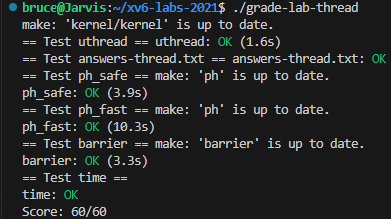 bruce@Jarvis:~/xv6-labs-2021$ ./grade-lab-thread
make: 'kernel/kernel' is up to date.
== Test uthread == uthread: OK (1.6s)
== Test answers-thread.txt == answers-thread.txt: OK
== Test ph_safe == make: 'ph' is up to date.
ph_safe: OK (3.9s)
== Test ph_fast == make: 'ph' is up to date.
ph_fast: OK (10.3s)
== Test barrier == make: 'barrier' is up to date.
barrier: OK (3.3s)
== Test time ==
time: OK
Score: 60/60